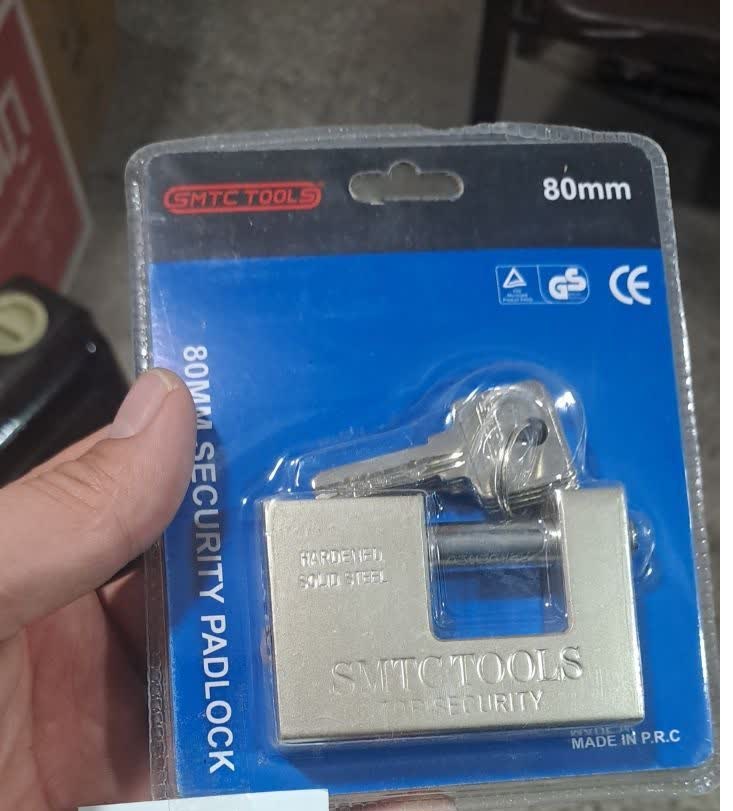 SMTC TOOLS
80mm
GS
CE
80MM SECURITY PADLOCK
HARDENED
SOLID STEEL
SMTC TOOLS
TOP SECURITY
MADE IN P.R.C